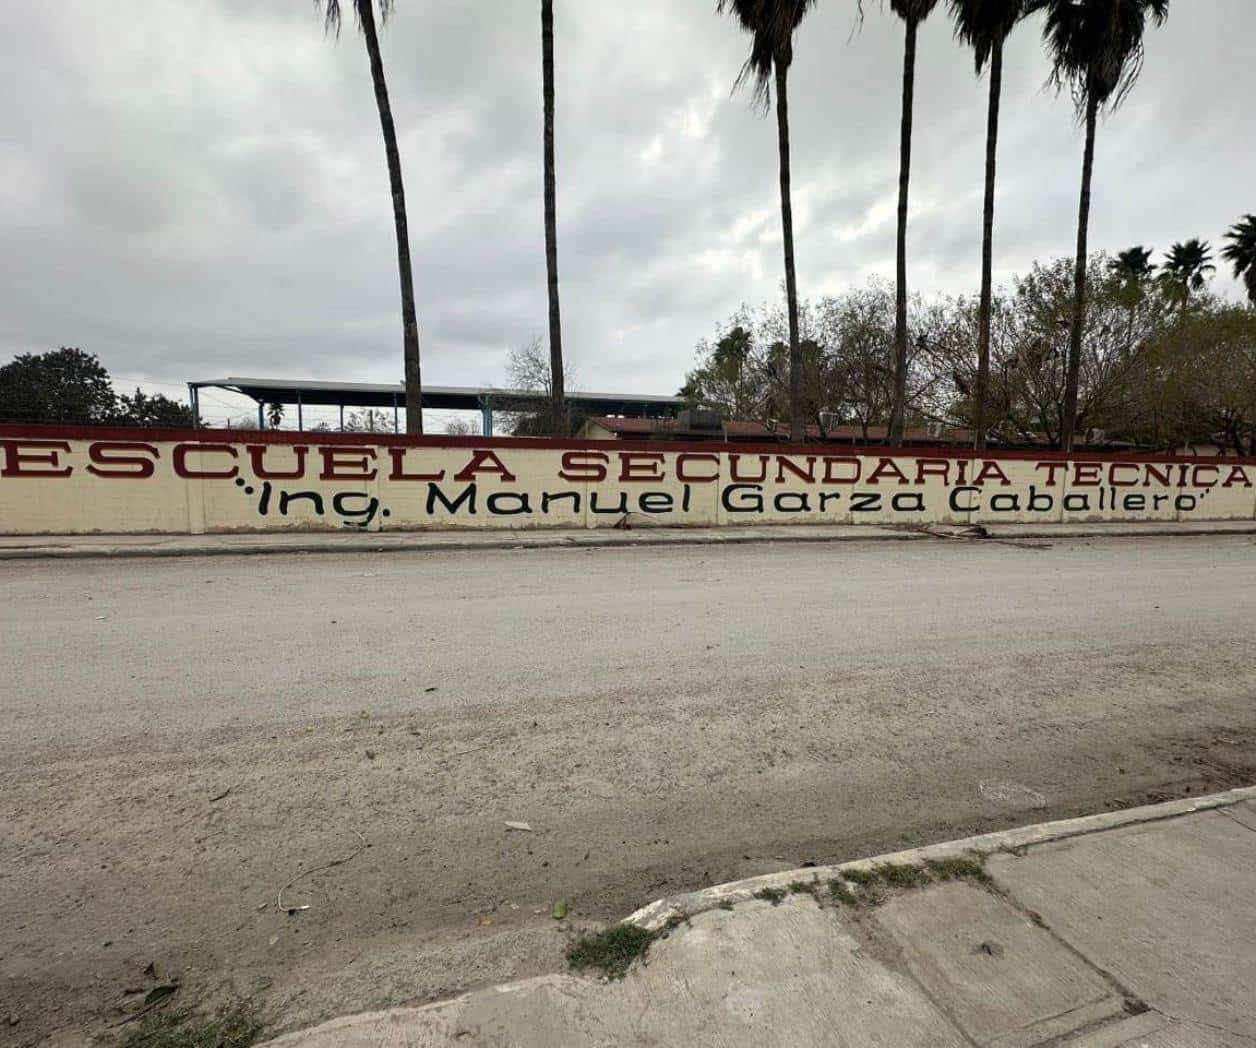 ESCUELA SECUNDARIA TECNICA
"Ing. Manuel Garza Caballero"